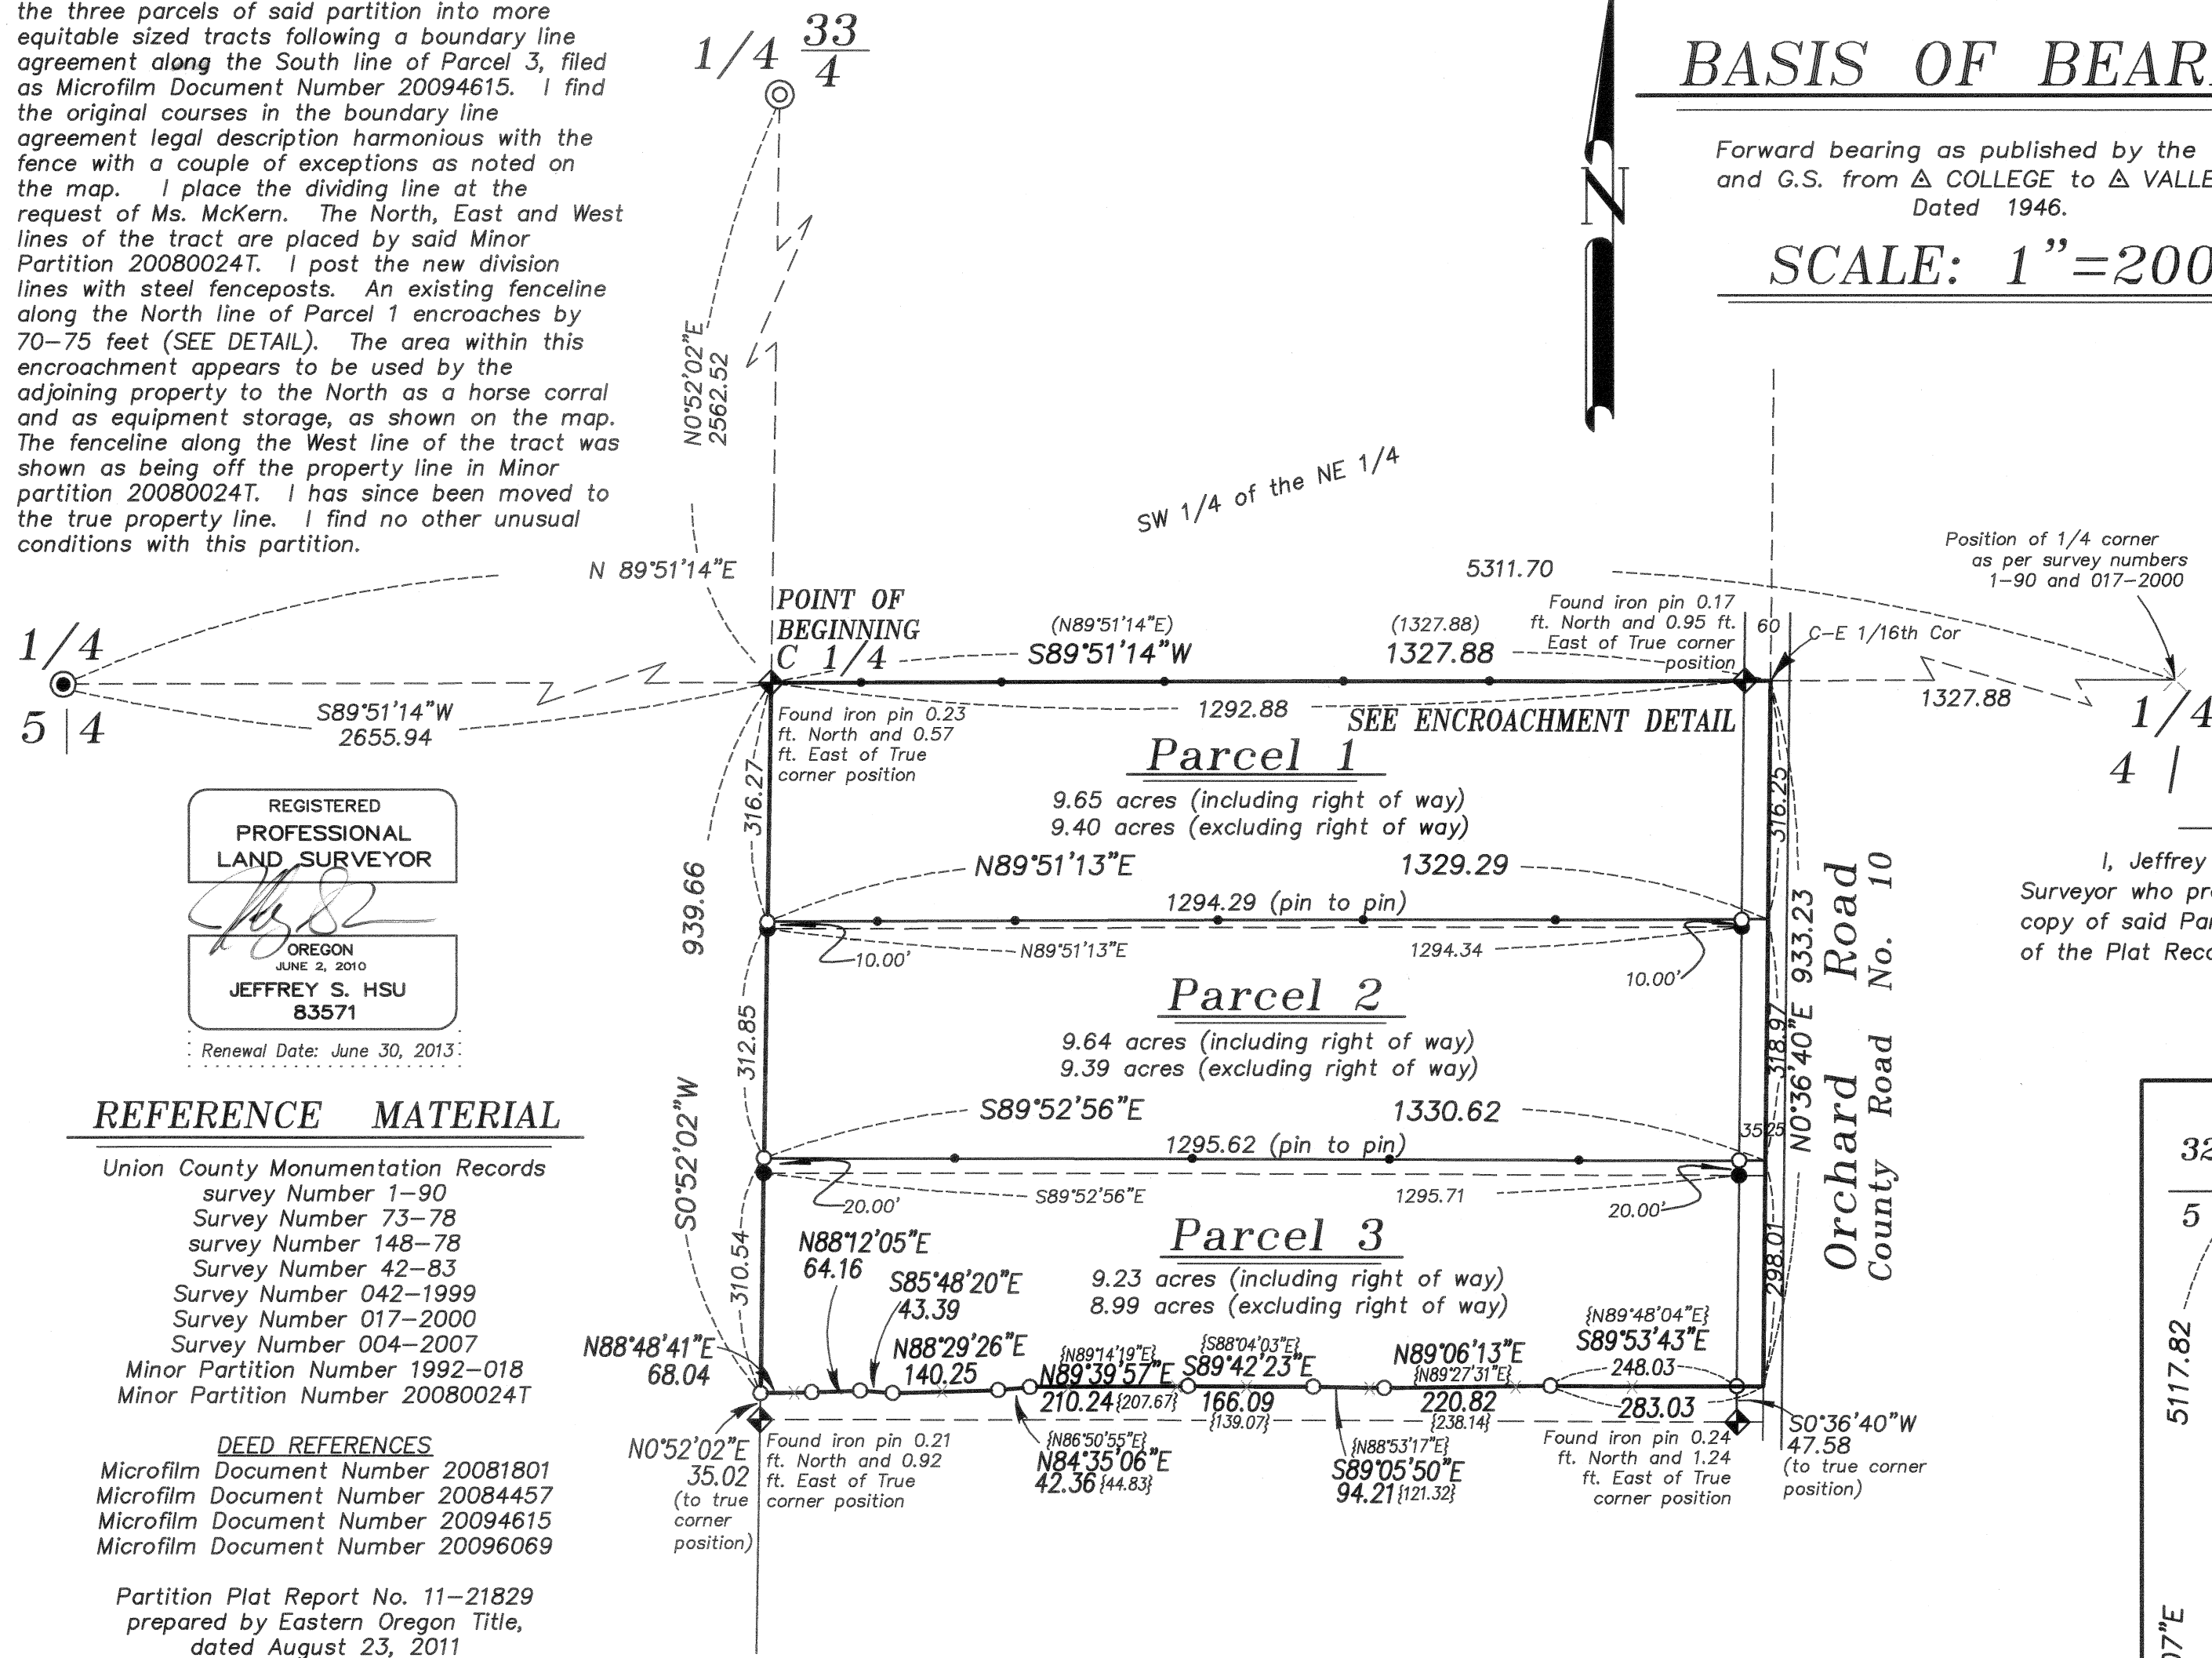 the three parcels of said partition into more
equitable sized tracts following a boundary line
agreement along the South line of Parcel 3, filed
as Microfilm Document Number 20094615. I find
the original courses in the boundary line
agreement legal description harmonious with the
fence with a couple of exceptions as noted on
the map. I place the dividing line at the
request of Ms. McKern. The North, East and West
lines of the tract are placed by said Minor
Partition 20080024T. I post the new division
lines with steel fenceposts. An existing fenceline
along the North line of Parcel 1 encroaches by
70–75 feet (SEE DETAIL). The area within this
encroachment appears to be used by the
adjoining property to the North as a horse corral
and as equipment storage, as shown on the map.
The fenceline along the West line of the tract was
shown as being off the property line in Minor
partition 20080024T. I has since been moved to
the true property line. I find no other unusual
conditions with this partition.
1/4 33
4
N0°52'02"E
2562.52
N
BASIS OF BEAR
Forward bearing as published by the
and G.S. from △ COLLEGE to △ VALLE
Dated 1946.
SCALE: 1"=200
SW 1/4 of the NE 1/4
Position of 1/4 corner
as per survey numbers
1–90 and 017–2000
N 89°51'14"E
5311.70
1/4
5 | 4
S89°51'14"W
2655.94
POINT OF
BEGINNING
C 1/4
(N89°51'14"E)
S89°51'14"W
(1327.88)
1327.88
Found iron pin 0.17
ft. North and 0.95 ft.
East of True corner
position
60
C–E 1/16th Cor
1327.88
1/4
4 |
1292.88
SEE ENCROACHMENT DETAIL
Found iron pin 0.23
ft. North and 0.57
ft. East of True
corner position
Parcel 1
9.65 acres (including right of way)
9.40 acres (excluding right of way)
316.27
316.25
N89°51'13"E
1329.29
1294.29 (pin to pin)
N89°51'13"E
1294.34
10.00'
10.00'
939.66
S0°52'02"W
312.85
Parcel 2
9.64 acres (including right of way)
9.39 acres (excluding right of way)
318.97
N0°36'40"E 933.23
Orchard Road
County Road No. 10
S89°52'56"E
1330.62
35
25
1295.62 (pin to pin)
S89°52'56"E
1295.71
20.00'
20.00'
310.54
298.01
Parcel 3
9.23 acres (including right of way)
8.99 acres (excluding right of way)
N88°12'05"E
64.16
S85°48'20"E
43.39
N88°48'41"E
68.04
N88°29'26"E
140.25
{N89°14'19"E}
N89°39'57"E
210.24 {207.67}
{S88°04'03"E}
S89°42'23"E
166.09
{139.07}
N89°06'13"E
{N89°27'31"E}
220.82
{238.14}
{N89°48'04"E}
S89°53'43"E
248.03
283.03
N0°52'02"E
35.02
(to true
corner
position)
Found iron pin 0.21
ft. North and 0.92
ft. East of True
corner position
{N86°50'55"E}
N84°35'06"E
42.36 {44.83}
{N88°53'17"E}
S89°05'50"E
94.21 {121.32}
Found iron pin 0.24
ft. North and 1.24
ft. East of True
corner position
S0°36'40"W
47.58
(to true corner
position)
REGISTERED
PROFESSIONAL
LAND SURVEYOR
OREGON
JUNE 2, 2010
JEFFREY S. HSU
83571
Renewal Date: June 30, 2013
REFERENCE MATERIAL
Union County Monumentation Records
survey Number 1–90
Survey Number 73–78
survey Number 148–78
Survey Number 42–83
Survey Number 042–1999
Survey Number 017–2000
Survey Number 004–2007
Minor Partition Number 1992–018
Minor Partition Number 20080024T
DEED REFERENCES
Microfilm Document Number 20081801
Microfilm Document Number 20084457
Microfilm Document Number 20094615
Microfilm Document Number 20096069
Partition Plat Report No. 11–21829
prepared by Eastern Oregon Title,
dated August 23, 2011
I, Jeffrey
Surveyor who pr
copy of said Par
of the Plat Reco
32
5
5117.82
07"E